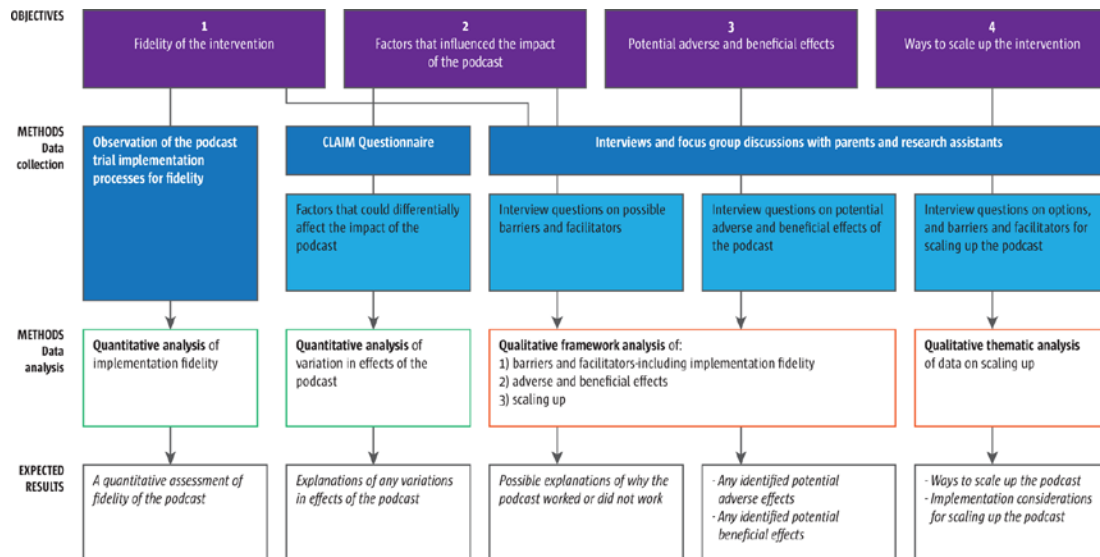 OBJECTIVES
1
Fidelity of the intervention
2
Factors that influenced the impact
of the podcast
3
Potential adverse and beneficial effects
4
Ways to scale up the intervention
METHODS
Data
collection
Observation of the podcast
trial implementation
processes for fidelity
CLAIM Questionnaire
Interviews and focus group discussions with parents and research assistants
Factors that could differentially
affect the impact of the
podcast
Interview questions on possible
barriers and facilitators
Interview questions on potential
adverse and beneficial effects of
the podcast
Interview questions on options,
and barriers and facilitators for
scaling up the podcast
METHODS
Data
analysis
Quantitative analysis of
implementation fidelity
Quantitative analysis of
variation in effects of the
podcast
Qualitative framework analysis of:
1) barriers and facilitators-including implementation fidelity
2) adverse and beneficial effects
3) scaling up
Qualitative thematic analysis
of data on scaling up
EXPECTED
RESULTS
A quantitative assessment of
fidelity of the podcast
Explanations of any variations
in effects of the podcast
Possible explanations of why the
podcast worked or did not work
- Any identified potential
adverse effects
- Any identified potential
beneficial effects
- Ways to scale up the podcast
- Implementation considerations
for scaling up the podcast